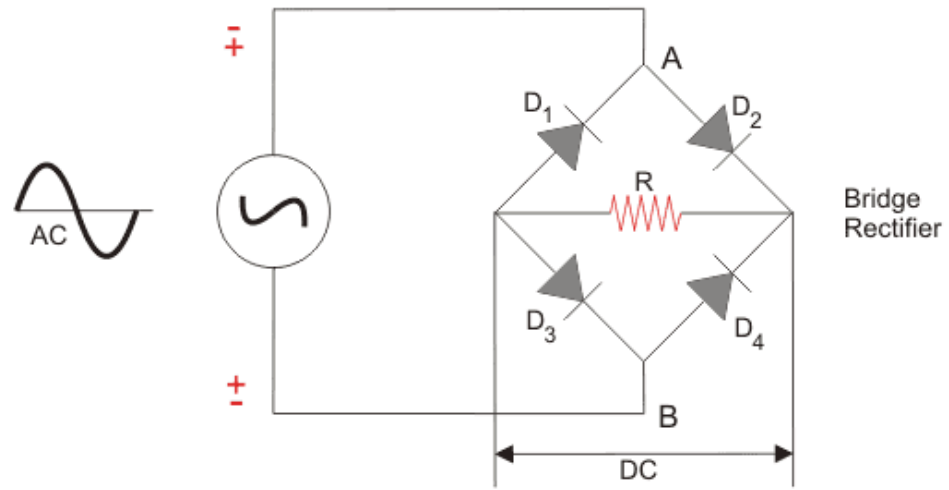 -
+
A
D1
D2
R
Bridge
Rectifier
AC
D3
D4
+
-
B
DC